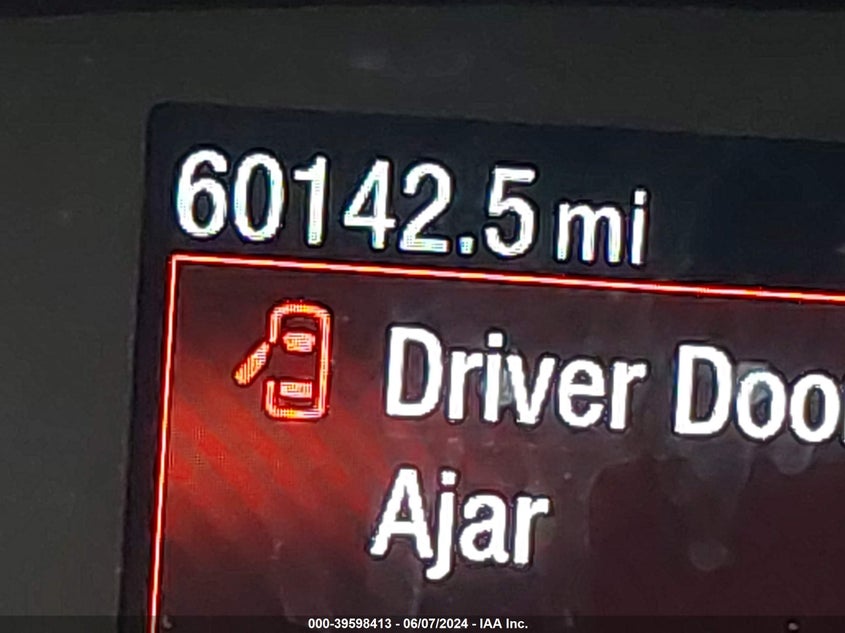 60142.5 mi
Driver Doo
Ajar
000-39598413 - 06/07/2024 - IAA Inc.